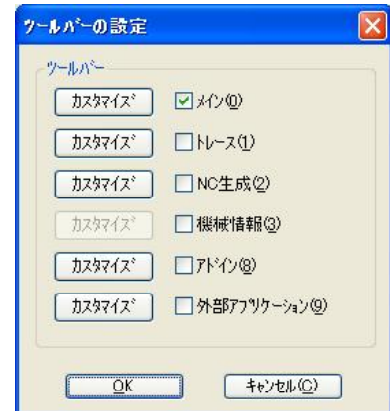 ツールバーの設定
ツールバー
カスタマイズ メイン(0)
カスタマイズ トレース(1)
カスタマイズ NC生成(2)
カスタマイズ 機械情報(3)
カスタマイズ アドイン(8)
カスタマイズ 外部アプリケーション(9)
OK キャンセル(C)